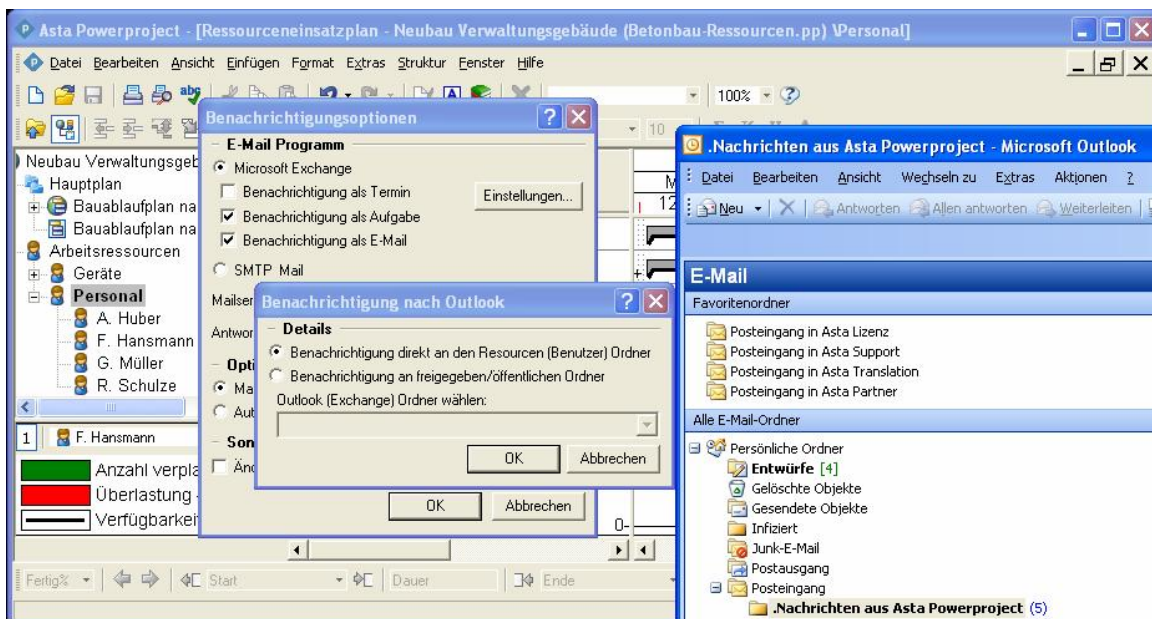 Asta Powerproject - [Ressourceneinsatzplan - Neubau Verwaltungsgebäude (Betonbau-Ressourcen.pp) \Personal]
Datei Bearbeiten Ansicht Einfügen Format Extras Struktur Fenster Hilfe
100%
10
Neubau Verwaltungsgeb
Hauptplan
Bauablaufplan na
Bauablaufplan na
Arbeitsressourcen
Geräte
Personal
A. Huber
F. Hansmann
G. Müller
R. Schulze
1 F. Hansmann
Anzahl verpla
Überlastung -
Verfügbarkei
Fertig% Start Dauer Ende
M
12
0-
Benachrichtigungsoptionen
E-Mail Programm
Microsoft Exchange
Benachrichtigung als Termin
Einstellungen...
Benachrichtigung als Aufgabe
Benachrichtigung als E-Mail
SMTP Mail
Mailser
Antwor
Opti
Ma
Aut
Son
Änd
OK Abbrechen
Benachrichtigung nach Outlook
Details
Benachrichtigung direkt an den Resourcen (Benutzer) Ordner
Benachrichtigung an freigegeben/öffentlichen Ordner
Outlook (Exchange) Ordner wählen:
OK Abbrechen
.Nachrichten aus Asta Powerproject - Microsoft Outlook
Datei Bearbeiten Ansicht Wechseln zu Extras Aktionen ?
Neu Antworten Allen antworten Weiterleiten
E-Mail
Favoritenordner
Posteingang in Asta Lizenz
Posteingang in Asta Support
Posteingang in Asta Translation
Posteingang in Asta Partner
Alle E-Mail-Ordner
Persönliche Ordner
Entwürfe [4]
Gelöschte Objekte
Gesendete Objekte
Infiziert
Junk-E-Mail
Postausgang
Posteingang
.Nachrichten aus Asta Powerproject (5)